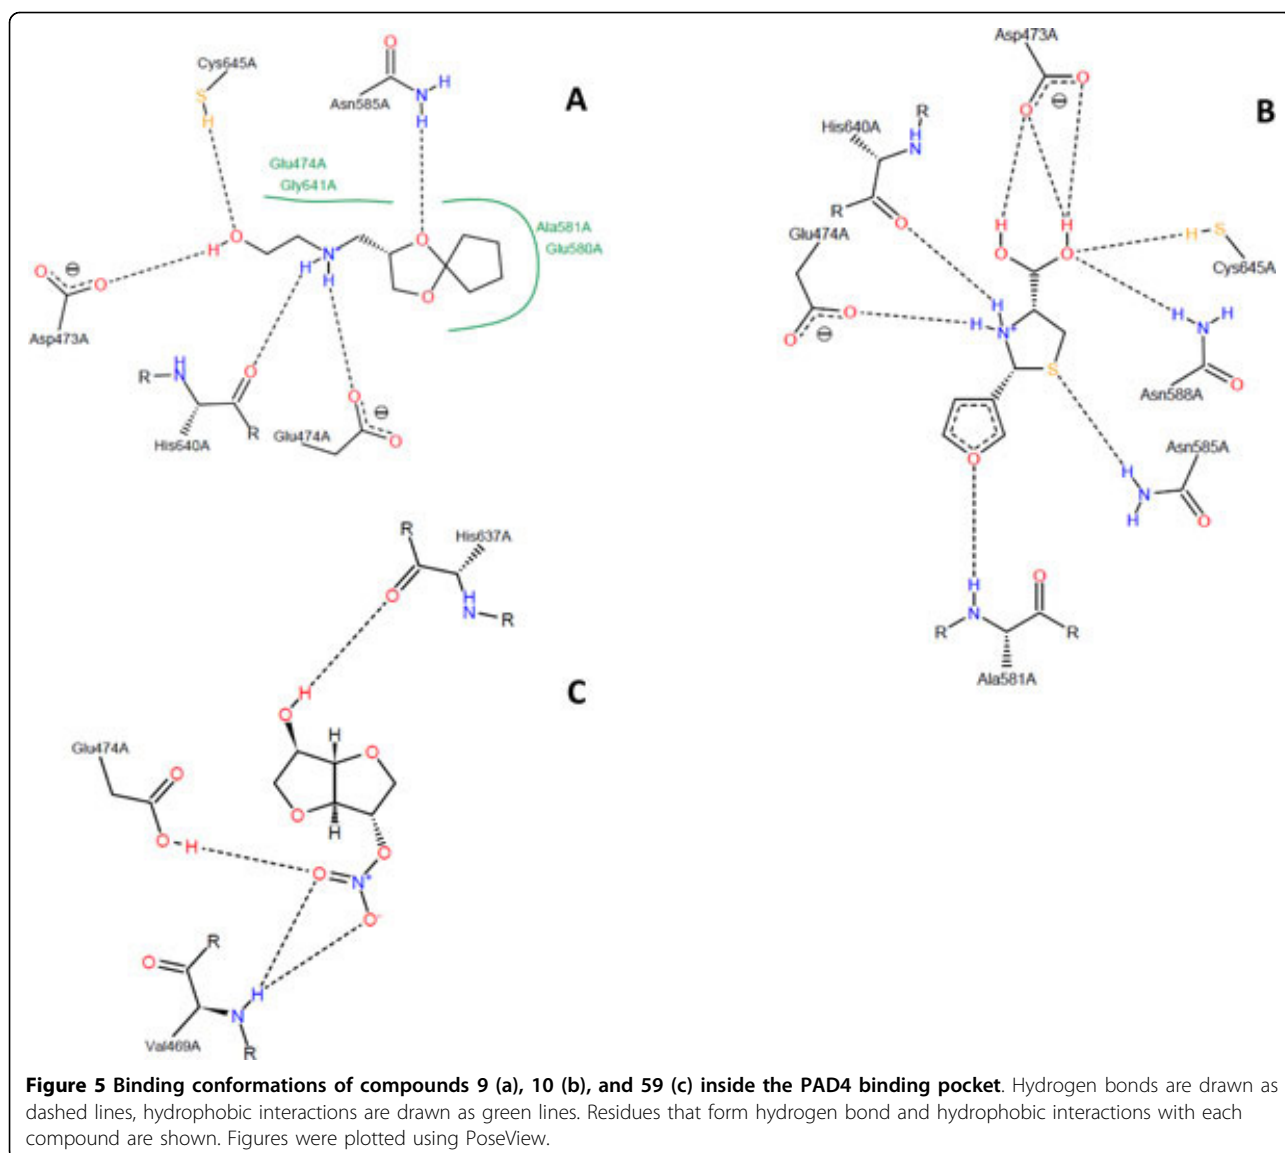 Cys645A
S
H
O
Asn585A
N
H
H
A
Glu474A
Gly641A
Ala581A
Glu580A
H
O
N+
H
H
O
O
O
O
⊖
Asp473A
H
R
N
O
R
His640A
O
O
⊖
Glu474A
Asp473A
O
O
⊖
B
R
H
N
His640A
R
O
Glu474A
O
O
⊖
H
H
O
O
H
S
Cys645A
H
H
N+
S
H
H
N
O
Asn588A
O
Asn585A
H
N
H
O
H
N
O
R
R
Ala581A
R
His637A
O
H
N
R
C
H
O
H
O
O
H
Glu474A
O
O
H
O
O
N+
O-
R
O
H
N
R
Val469A
Figure 5 Binding conformations of compounds 9 (a), 10 (b), and 59 (c) inside the PAD4 binding pocket. Hydrogen bonds are drawn as
dashed lines, hydrophobic interactions are drawn as green lines. Residues that form hydrogen bond and hydrophobic interactions with each
compound are shown. Figures were plotted using PoseView.